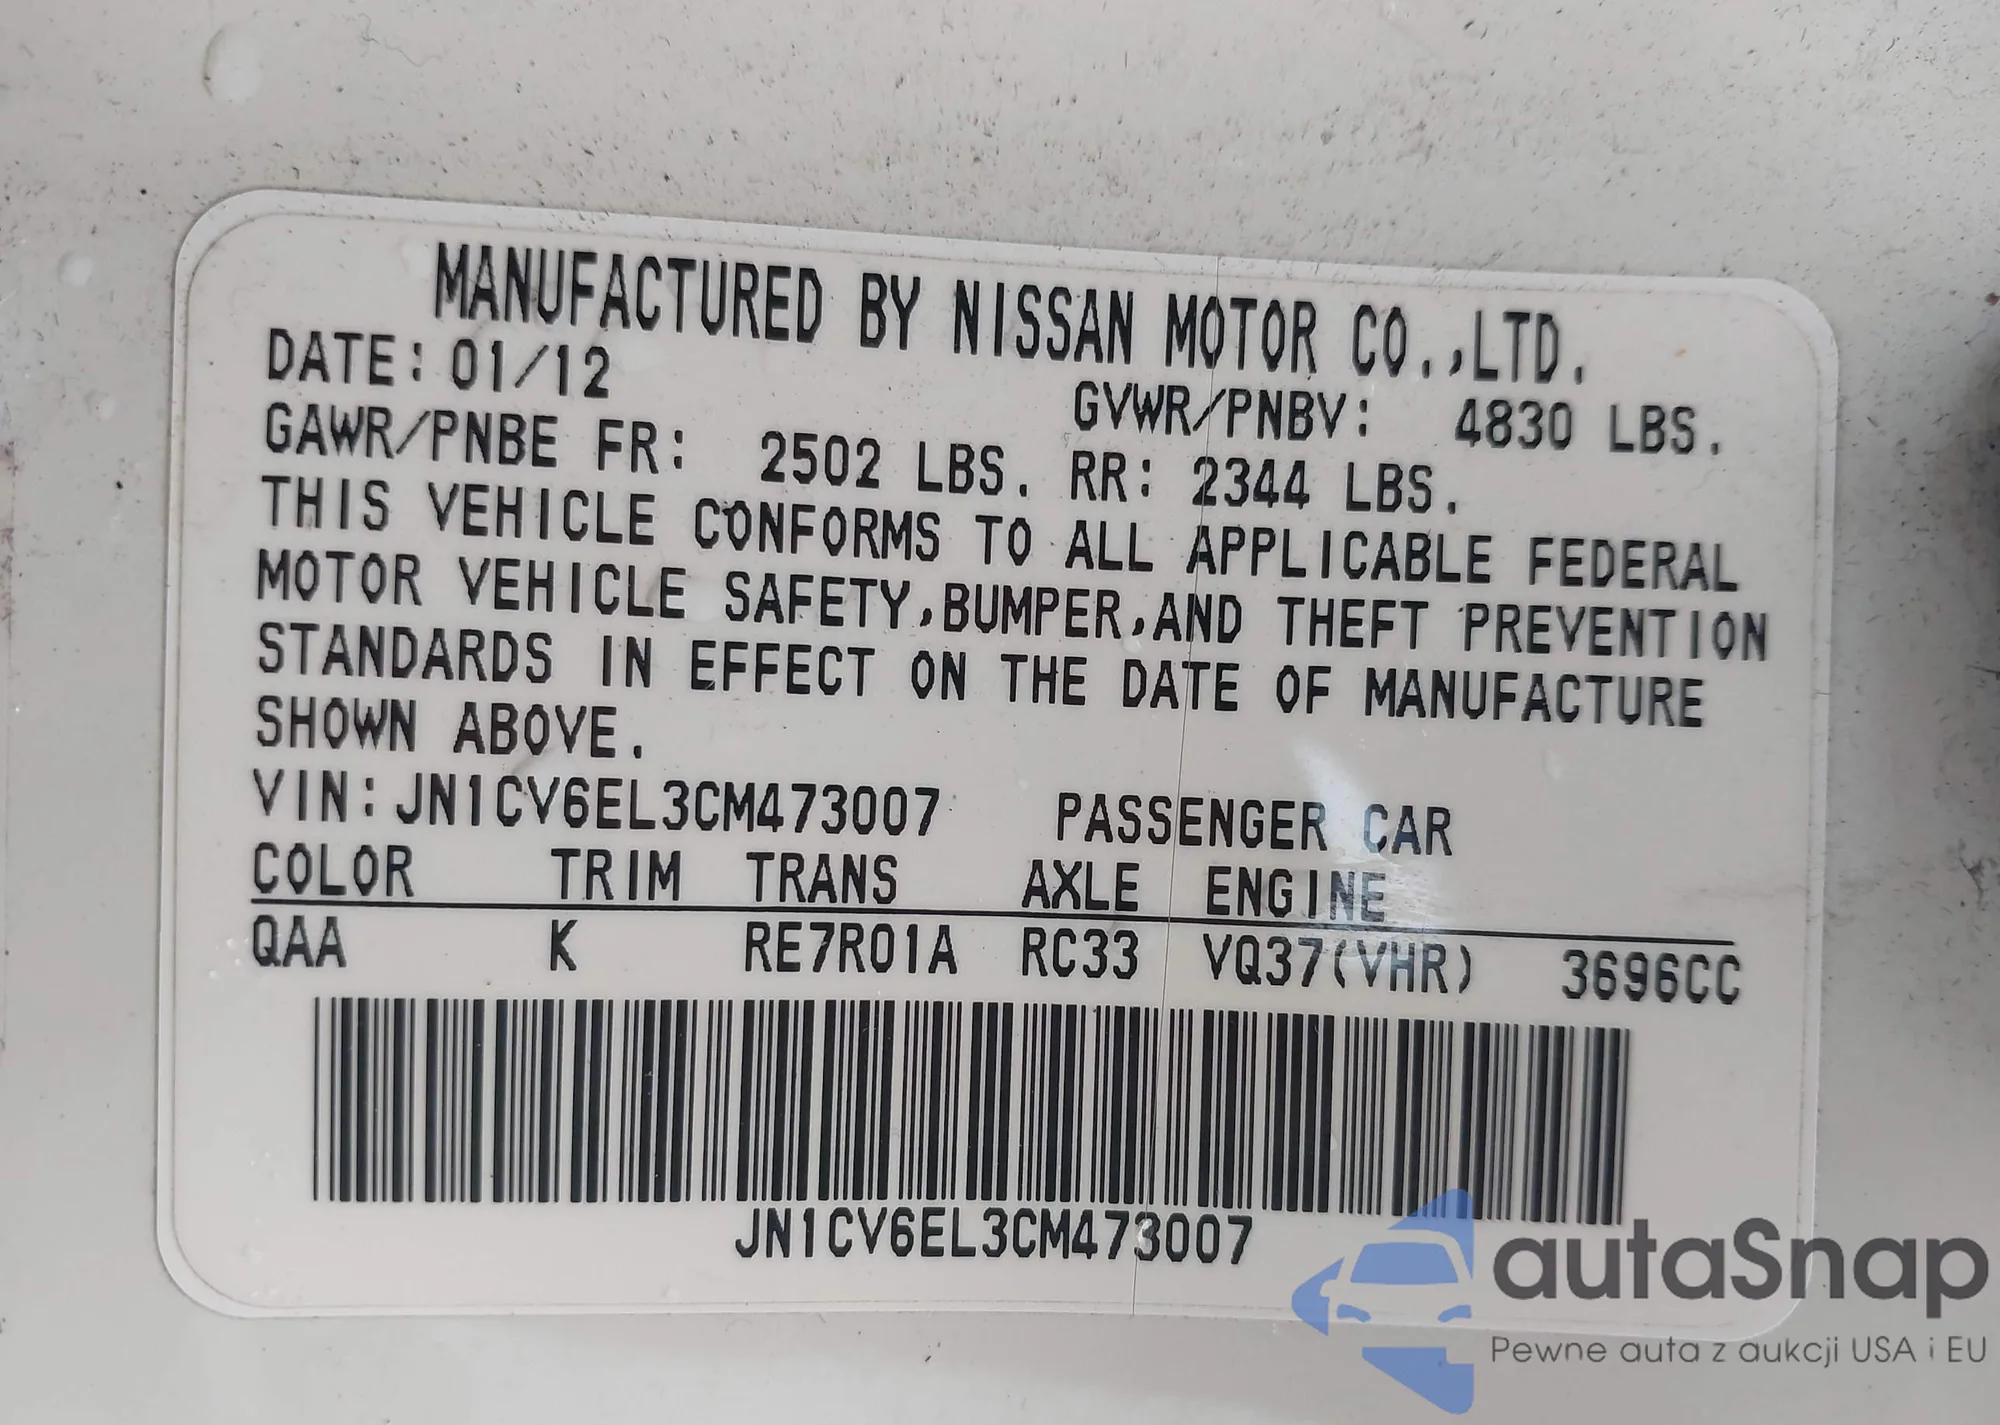 MANUFACTURED BY NISSAN MOTOR CO.,LTD.
DATE: 01/12 GVWR/PNBV: 4830 LBS.
GAWR/PNBE FR: 2502 LBS. RR: 2344 LBS.
THIS VEHICLE CONFORMS TO ALL APPLICABLE FEDERAL
MOTOR VEHICLE SAFETY,BUMPER,AND THEFT PREVENTION
STANDARDS IN EFFECT ON THE DATE OF MANUFACTURE
SHOWN ABOVE.
VIN:JN1CV6EL3CM473007 PASSENGER CAR
COLOR TRIM TRANS AXLE ENGINE
QAA K RE7R01A RC33 VQ37(VHR) 3696CC
JN1CV6EL3CM473007
autaSnap
Pewne auta z aukcji USA i EU